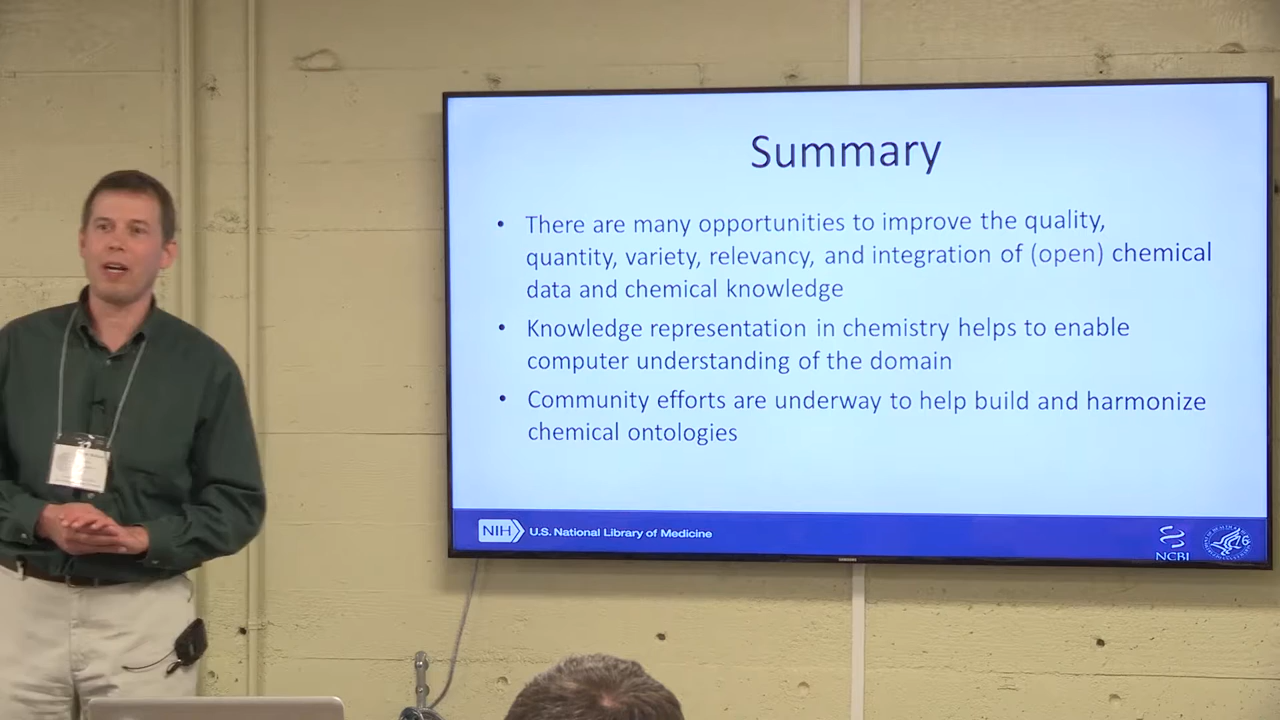 Summary
• There are many opportunities to improve the quality,
quantity, variety, relevancy, and integration of (open) chemical
data and chemical knowledge
• Knowledge representation in chemistry helps to enable
computer understanding of the domain
• Community efforts are underway to help build and harmonize
chemical ontologies
NIH U.S. National Library of Medicine
NCBI